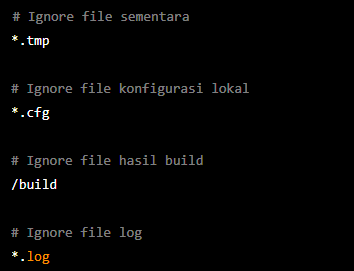 # Ignore file sementara
*.tmp
# Ignore file konfigurasi lokal
*.cfg
# Ignore file hasil build
/build
# Ignore file log
*.log